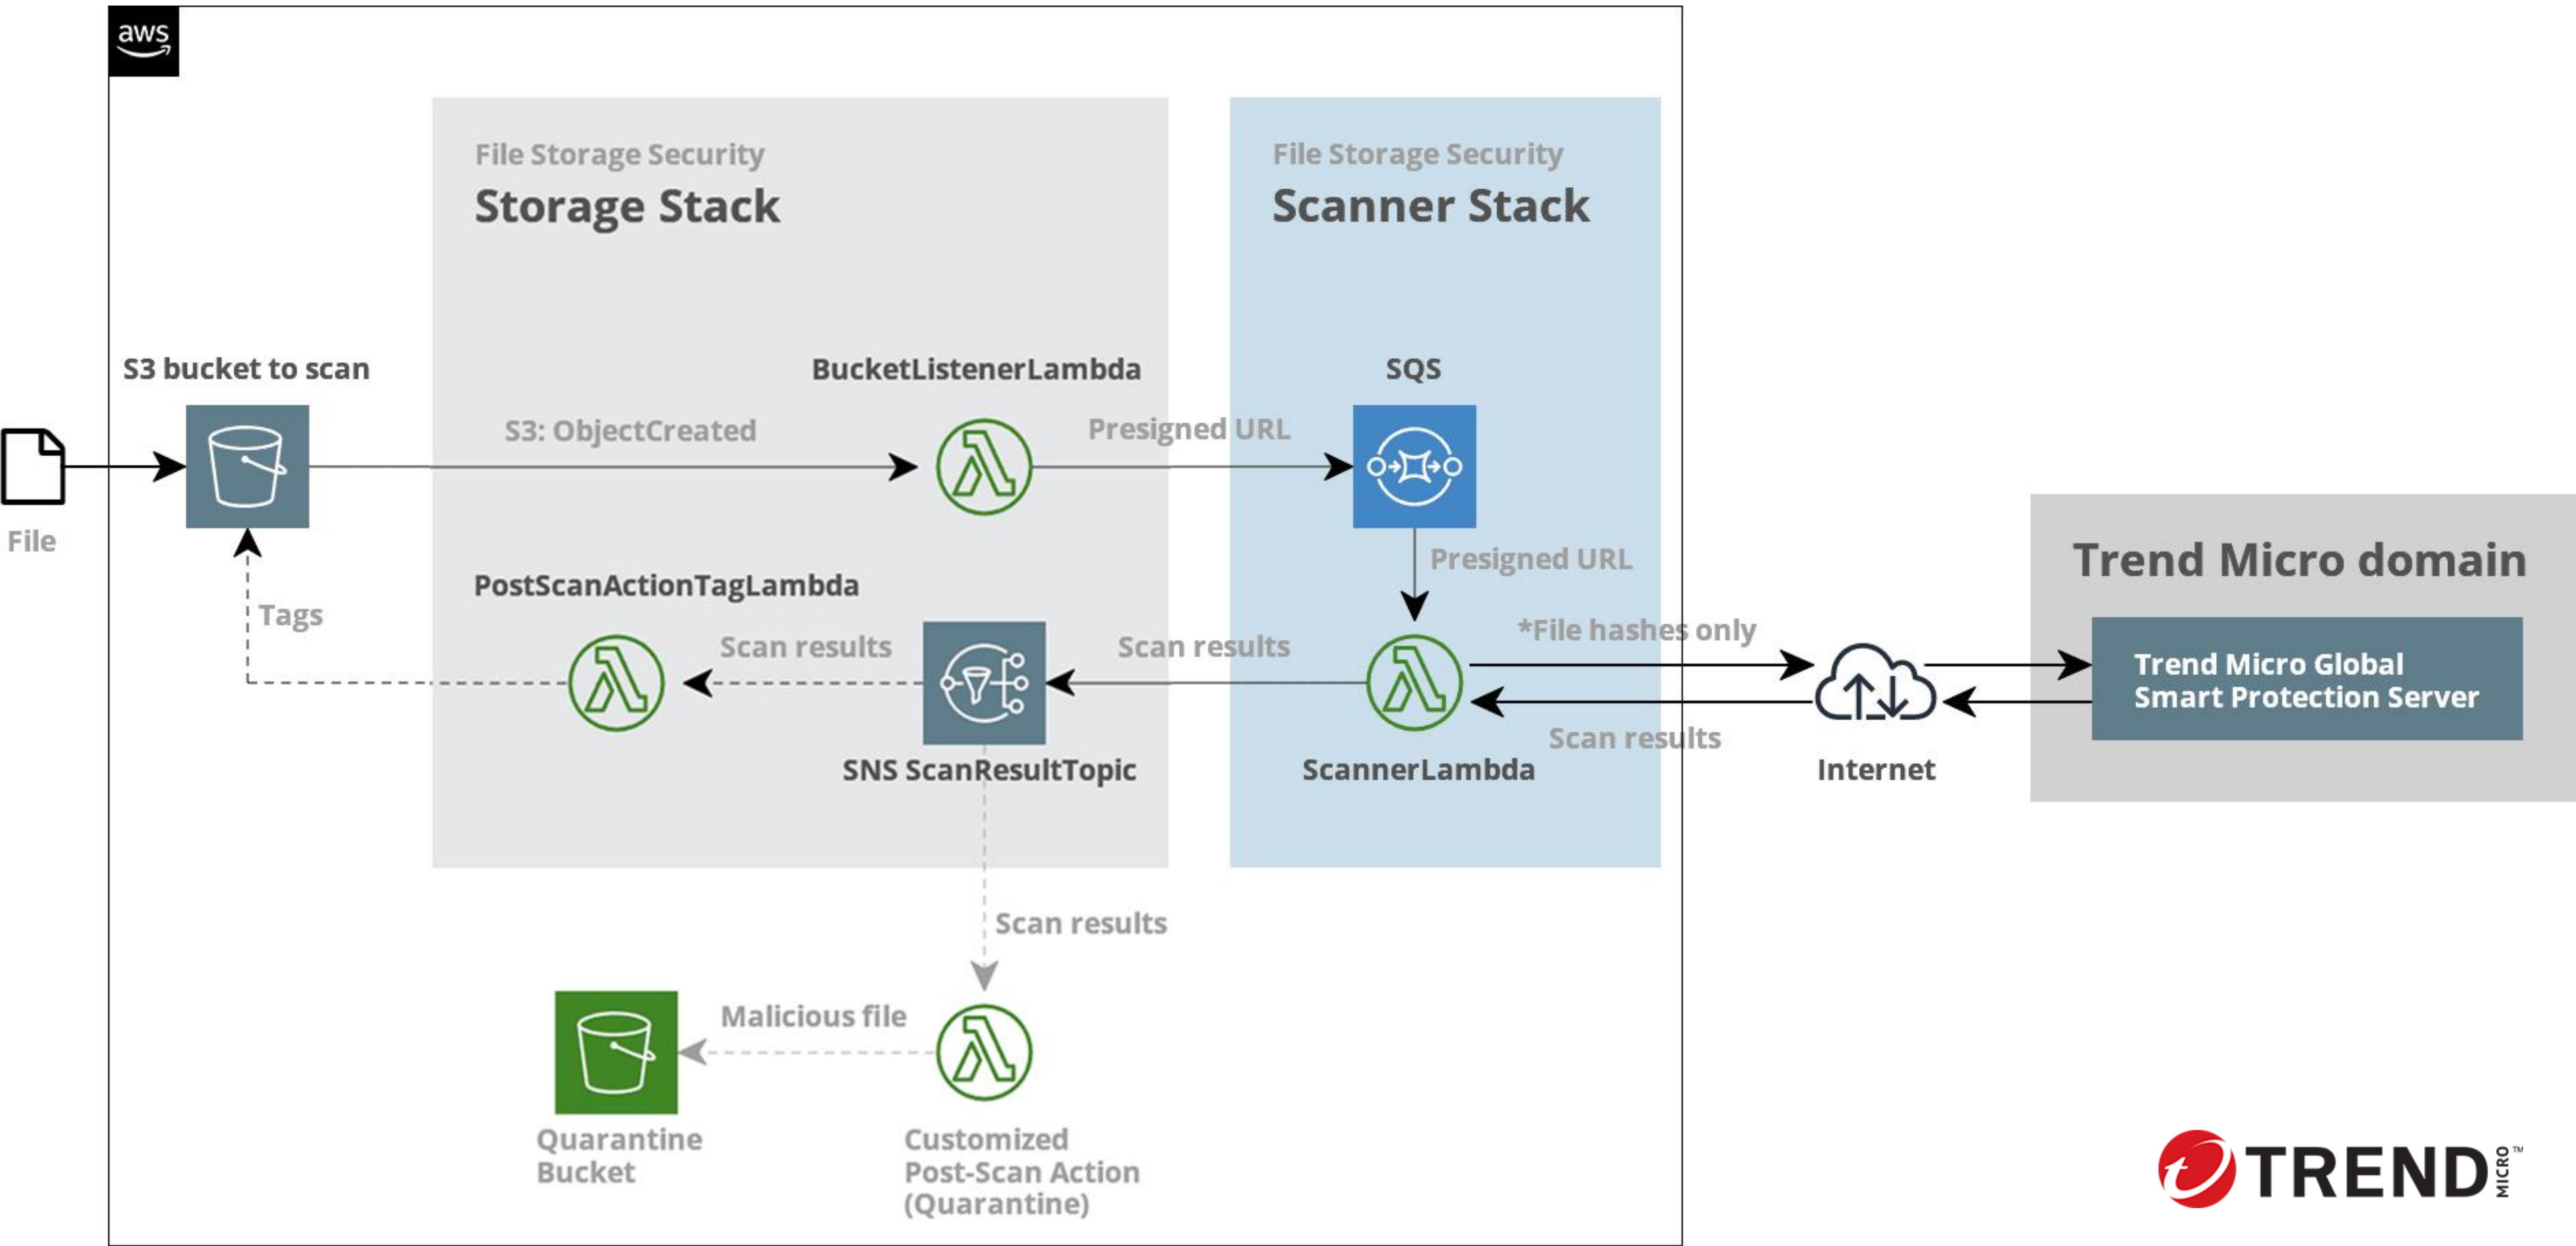 aws
File Storage Security
Storage Stack
File Storage Security
Scanner Stack
S3 bucket to scan
BucketListenerLambda
SQS
S3: ObjectCreated
Presigned URL
File
Presigned URL
Trend Micro domain
PostScanActionTagLambda
Tags
Scan results
Scan results
*File hashes only
Trend Micro Global
Smart Protection Server
Scan results
SNS ScanResultTopic
ScannerLambda
Internet
Scan results
Malicious file
Quarantine
Bucket
Customized
Post-Scan Action
(Quarantine)
TREND MICRO™